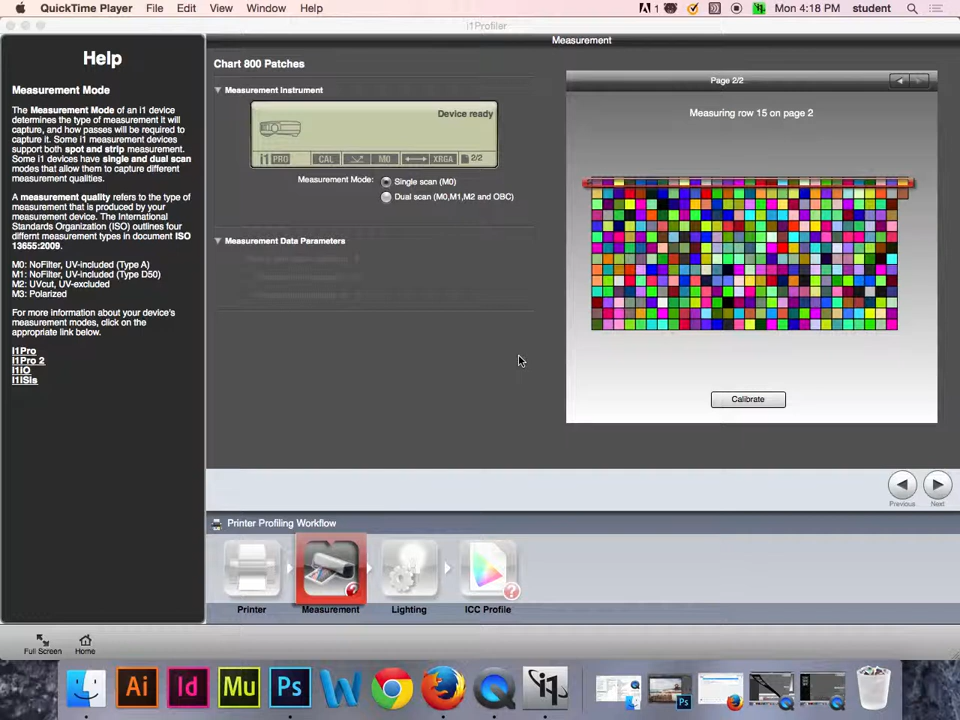 QuickTime Player File Edit View Window Help
1 Mon 4:18 PM student
i1Profiler
Help
Measurement Mode
The Measurement Mode of an i1 device
determines the type of measurement it will
capture, and how passes will be required to
capture it. Some i1 measurement devices
support both spot and strip measurement.
Some i1 devices have single and dual scan
modes that allow them to capture different
measurement qualities.
A measurement quality refers to the type of
measurement that is produced by your
measurement device. The International
Standards Organization (ISO) outlines four
differnt measurement types in document ISO
13655:2009.
M0: NoFilter, UV-included (Type A)
M1: NoFilter, UV-included (Type D50)
M2: UVcut, UV-excluded
M3: Polarized
For more information about your device's
measurement modes, click on the
appropriate link below.
i1Pro
i1Pro 2
i1IO
i1iSis
Measurement
Chart 800 Patches
Measurement Instrument
Device ready
i1 PRO CAL M0 XRGA 2/2
Measurement Mode: Single scan (M0)
Dual scan (M0,M1,M2 and OBC)
Measurement Data Parameters
Page 2/2
Measuring row 15 on page 2
Calibrate
Previous Next
Printer Profiling Workflow
Printer Measurement Lighting ICC Profile
Full Screen Home
Ai Id Mu Ps W i1